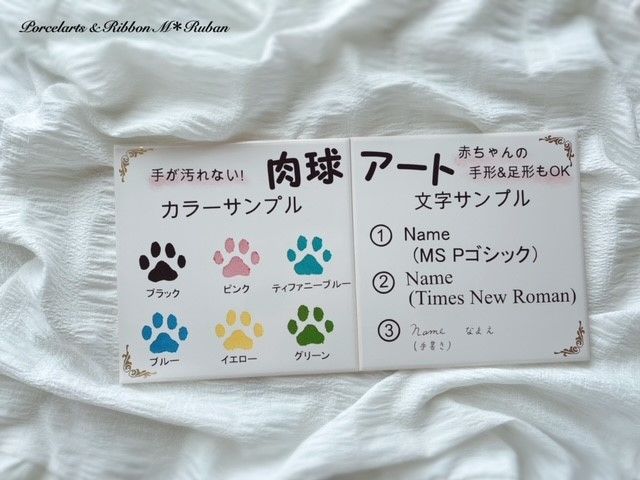 Porcelarts & Ribbon M*Ruban
手が汚れない!
肉球アート
赤ちゃんの
手形&足形もOK
カラーサンプル
ブラック
ピンク
ティファニーブルー
ブルー
イエロー
グリーン
文字サンプル
① Name
(MS Pゴシック)
② Name
(Times New Roman)
③ Name なまえ
(手書き)